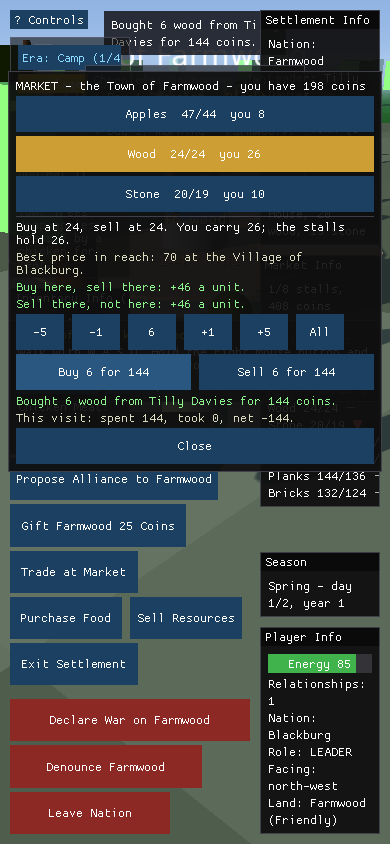 ? Controls
Bought 6 wood from Ti
Davies for 144 coins.
Settlement Info
Nation:
Farmwood
Era: Camp (1/4
MARKET - the Town of Farmwood - you have 198 coins
Apples 47/44 you 8
Wood 24/24 you 26
Stone 20/19 you 10
Buy at 24, sell at 24. You carry 26; the stalls
hold 26.
Best price in reach: 70 at the Village of
Blackburg.
Buy here, sell there: +46 a unit.
Sell there, not here: +46 a unit.
-5 -1 6 +1 +5 All
Buy 6 for 144 Sell 6 for 144
Bought 6 wood from Tilly Davies for 144 coins.
This visit: spent 144, took 0, net -144.
Close
Propose Alliance to Farmwood
Planks 144/136 -
Bricks 132/124 -
Gift Farmwood 25 Coins
Trade at Market
Purchase Food Sell Resources
Exit Settlement
Declare War on Farmwood
Denounce Farmwood
Leave Nation
Season
Spring - day
1/2, year 1
Player Info
Energy 85
Relationships:
1
Nation:
Blackburg
Role: LEADER
Facing:
north-west
Land: Farmwood
(Friendly)